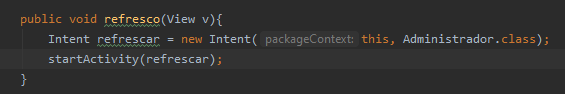 public void refresco(View v){
Intent refrescar = new Intent( packageContext: this, Administrador.class);
startActivity(refrescar);
}